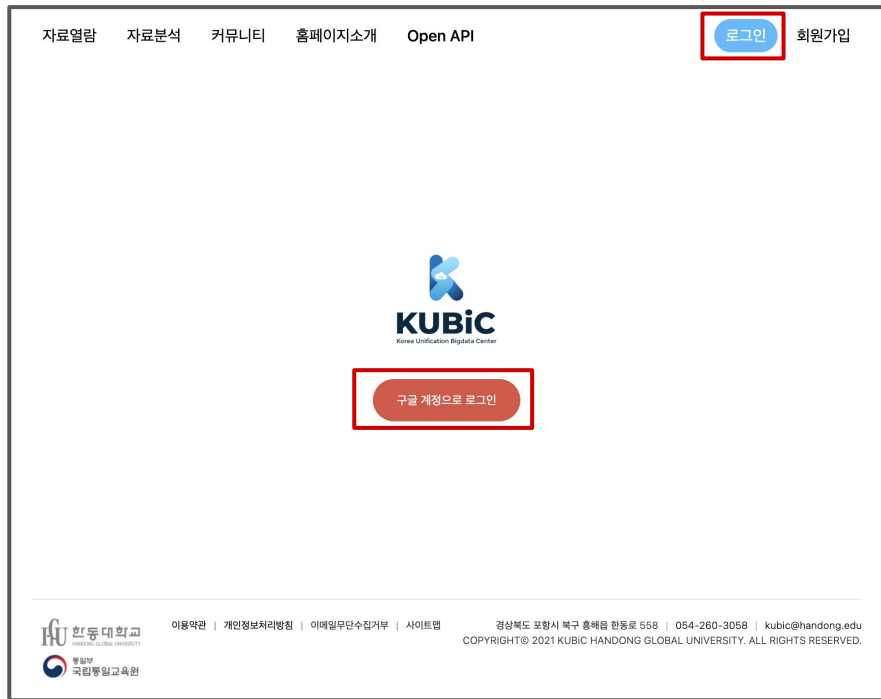 자료열람 자료분석 커뮤니티 홈페이지소개 Open API 로그인 회원가입
KUBiC
Korea Unification Bigdata Center
구글 계정으로 로그인
한동대학교
HANDONG GLOBAL UNIVERSITY
통일부
국립통일교육원
이용약관 | 개인정보처리방침 | 이메일무단수집거부 | 사이트맵
경상북도 포항시 북구 흥해읍 한동로 558 | 054-260-3058 | kubic@handong.edu
COPYRIGHT© 2021 KUBiC HANDONG GLOBAL UNIVERSITY. ALL RIGHTS RESERVED.